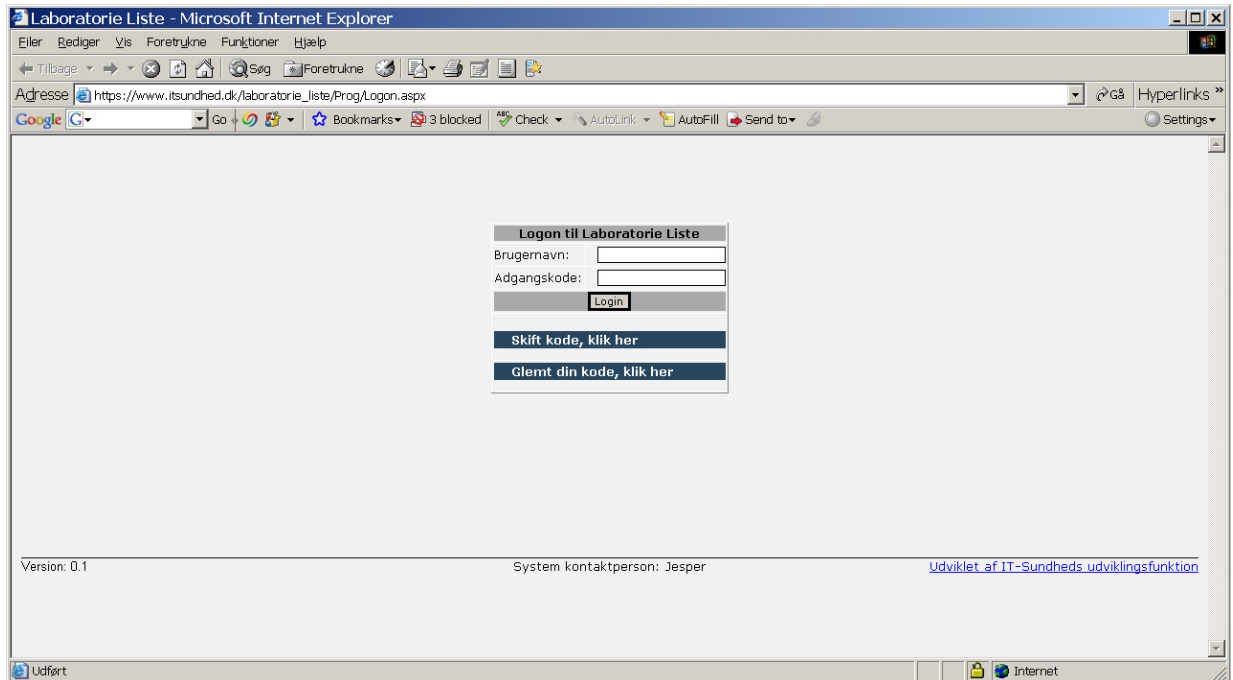 Laboratorie Liste - Microsoft Internet Explorer
Filer Rediger Vis Foretrukne Funktioner Hjælp
Tilbage Søg Foretrukne
Adresse https://www.itsundhed.dk/laboratorie_liste/Prog/Logon.aspx Gå Hyperlinks »
Google G Go Bookmarks 3 blocked ABC Check AutoLink AutoFill Send to Settings
Logon til Laboratorie Liste
Brugernavn:
Adgangskode:
Login
Skift kode, klik her
Glemt din kode, klik her
Version: 0.1 System kontaktperson: Jesper Udviklet af IT-Sundheds udviklingsfunktion
Udført Internet